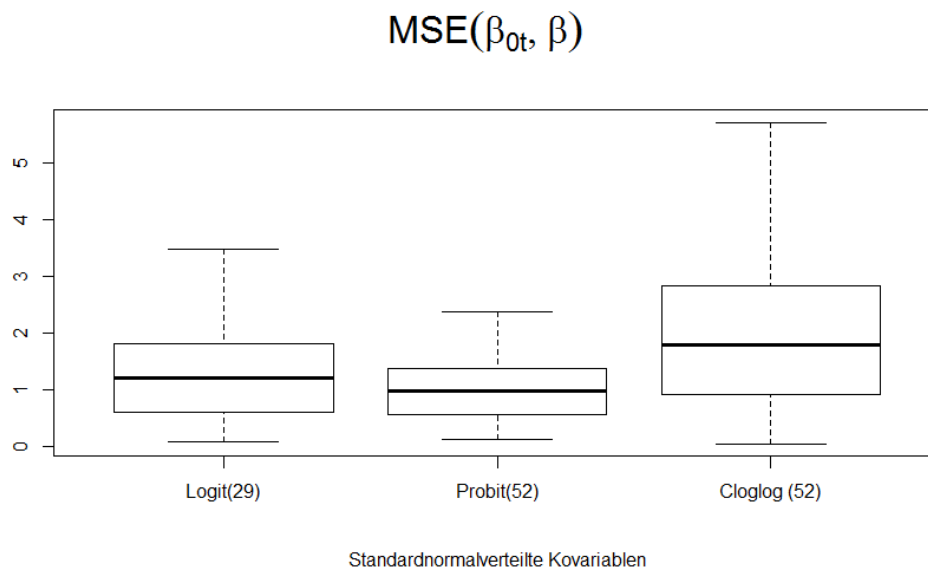 MSE(β0t, β)
5
4
3
2
1
0
Logit(29) Probit(52) Cloglog (52)
Standardnormalverteilte Kovariablen